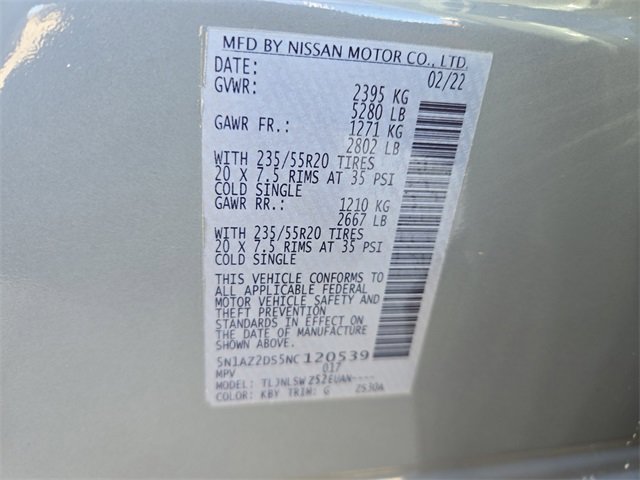 MFD BY NISSAN MOTOR CO., LTD.
DATE: 02/22
GVWR: 2395 KG
5280 LB
GAWR FR.: 1271 KG
2802 LB
WITH 235/55R20 TIRES
20 X 7.5 RIMS AT 35 PSI
COLD SINGLE
GAWR RR.: 1210 KG
2667 LB
WITH 235/55R20 TIRES
20 X 7.5 RIMS AT 35 PSI
COLD SINGLE
THIS VEHICLE CONFORMS TO
ALL APPLICABLE FEDERAL
MOTOR VEHICLE SAFETY AND
THEFT PREVENTION
STANDARDS IN EFFECT ON
THE DATE OF MANUFACTURE
SHOWN ABOVE.
5N1AZ2DS5NC120539
MPV 017
MODEL: TLJNLSWZS2EUAN----
COLOR: KBY TRIM: G ZS30A